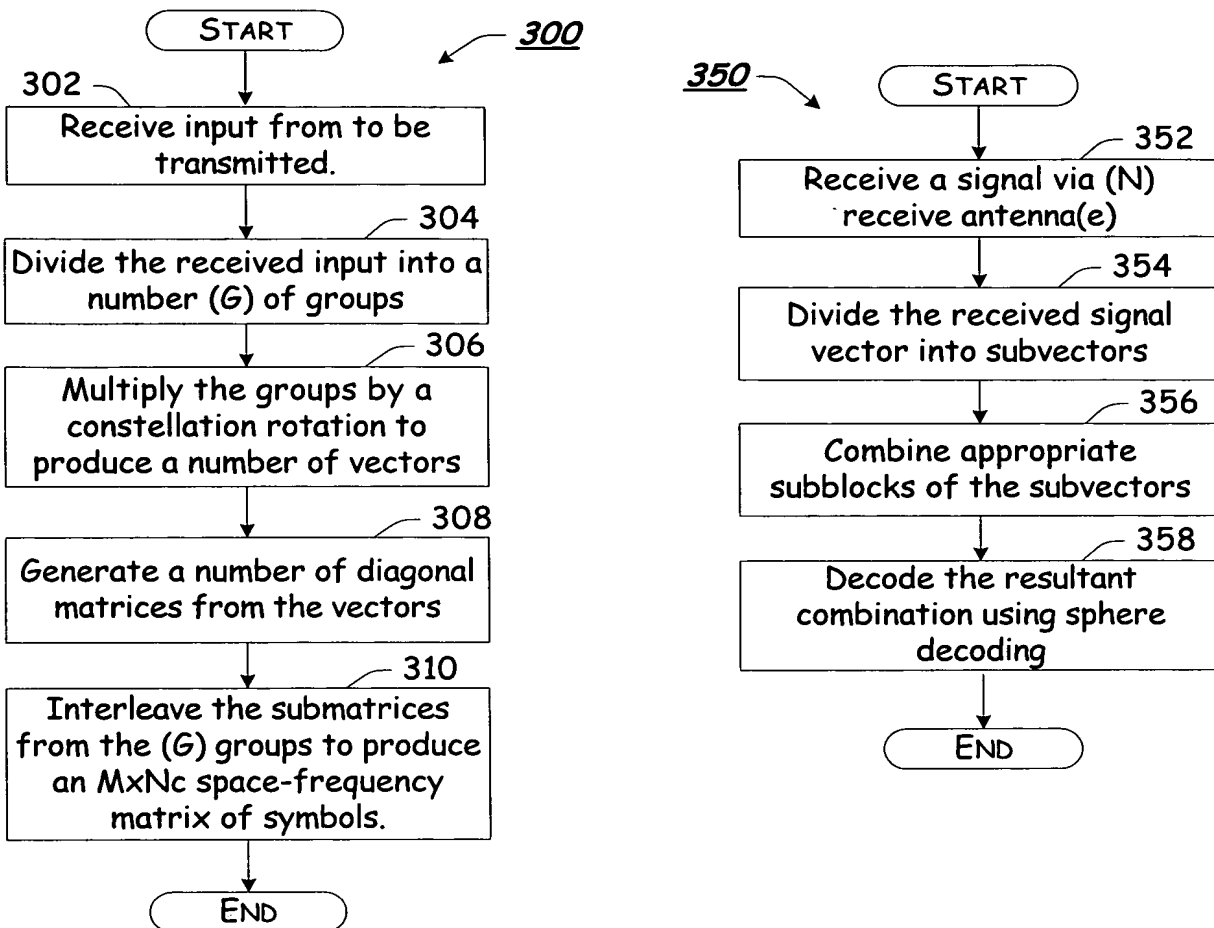 START
300
302
Receive input from to be
transmitted.
304
Divide the received input into a
number (G) of groups
306
Multiply the groups by a
constellation rotation to
produce a number of vectors
308
Generate a number of diagonal
matrices from the vectors
310
Interleave the submatrices
from the (G) groups to produce
an MxNc space-frequency
matrix of symbols.
END
350
START
352
Receive a signal via (N)
receive antenna(e)
354
Divide the received signal
vector into subvectors
356
Combine appropriate
subblocks of the subvectors
358
Decode the resultant
combination using sphere
decoding
END